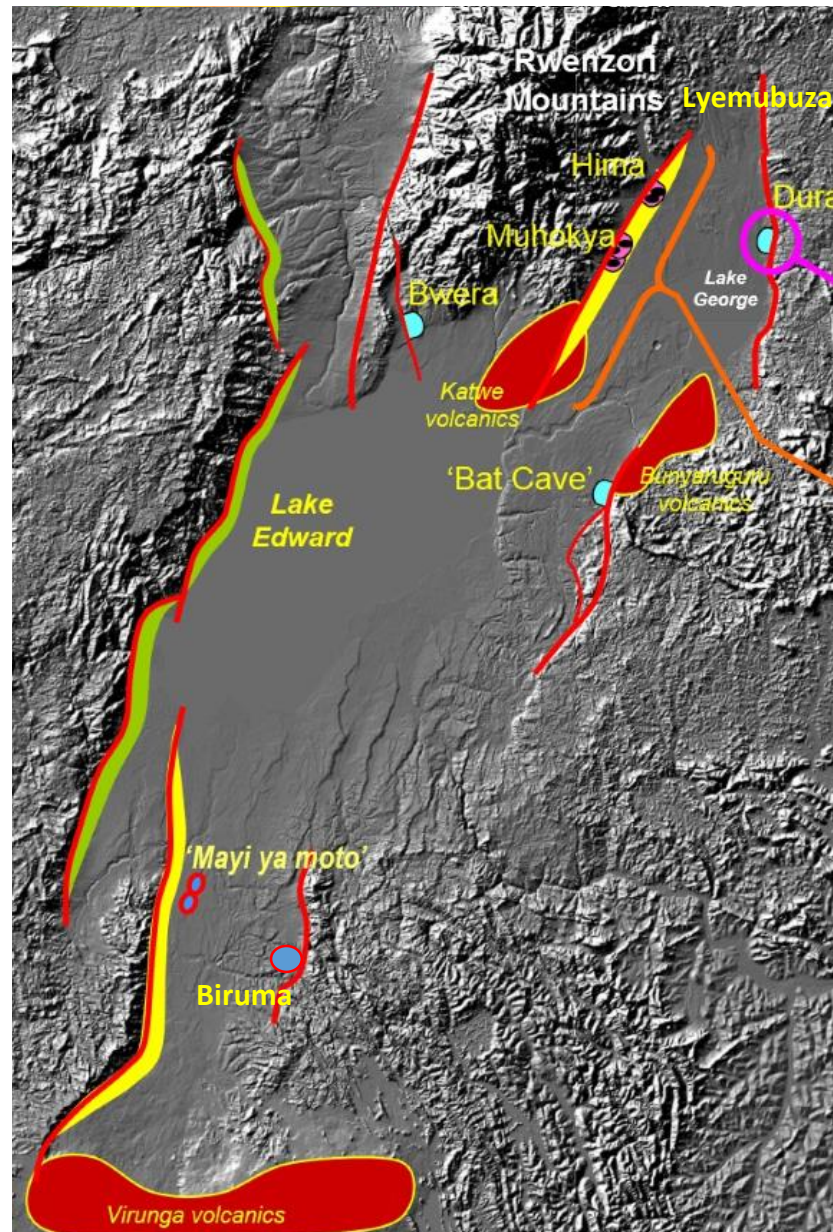 Rwenzori
Mountains
Lyemubuza
Hima
Dura
Muhokya
Lake
George
Bwera
Katwe
volcanics
'Bat Cave'
Bunyaruguru
volcanics
Lake
Edward
'Mayi ya moto'
Biruma
Virunga volcanics